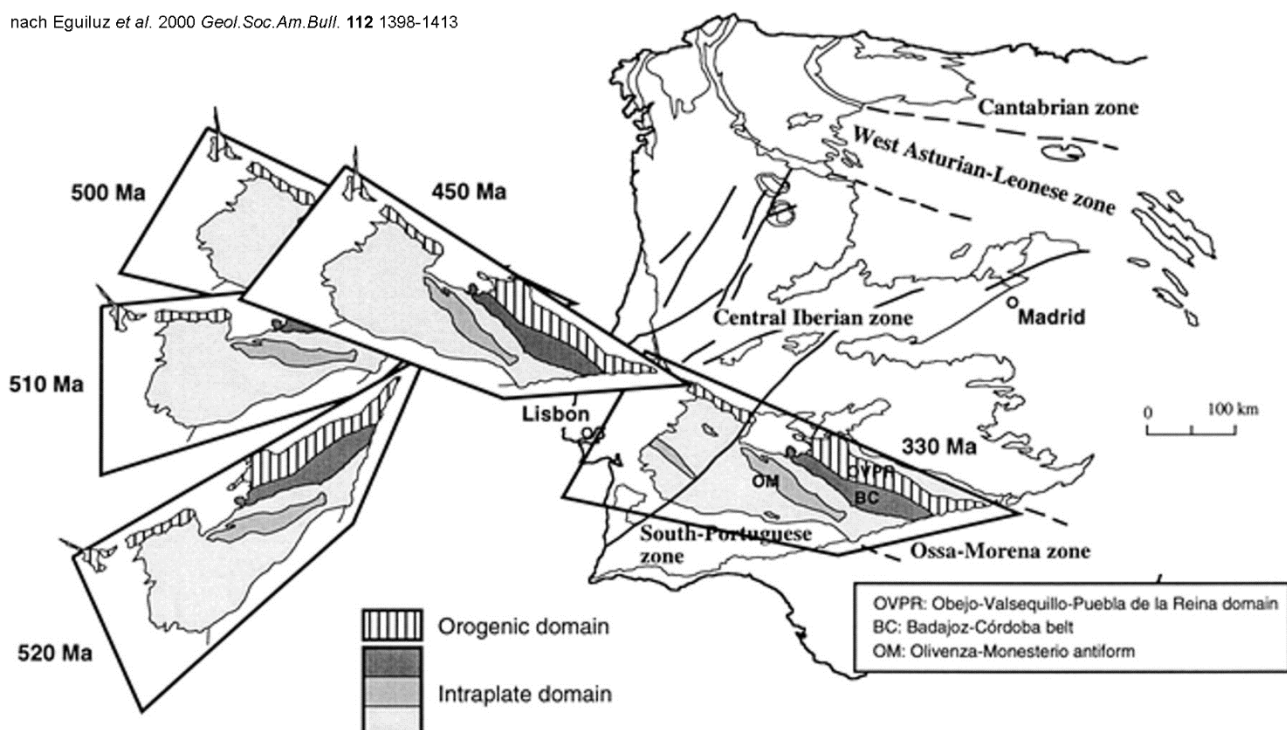 nach Eguiluz et al. 2000 Geol.Soc.Am.Bull. 112 1398-1413
Cantabrian zone
West Asturian-Leonese zone
500 Ma
450 Ma
Central Iberian zone
Madrid
510 Ma
Lisbon
0 100 km
330 Ma
OVPR
OM
BC
South-Portuguese
zone
Ossa-Morena zone
520 Ma
Orogenic domain
Intraplate domain
OVPR: Obejo-Valsequillo-Puebla de la Reina domain
BC: Badajoz-Córdoba belt
OM: Olivenza-Monesterio antiform